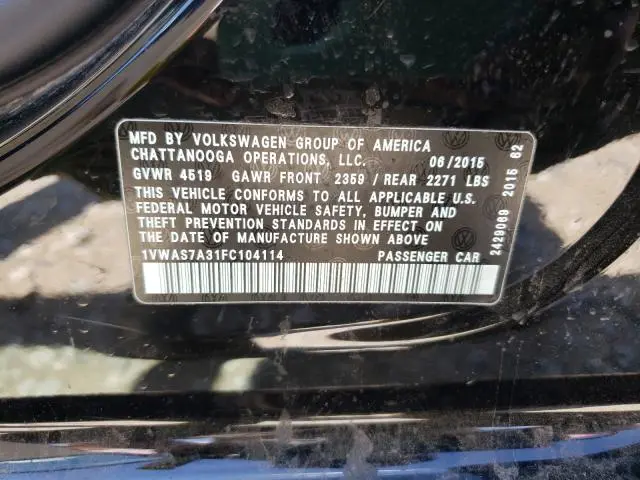 MFD BY VOLKSWAGEN GROUP OF AMERICA
CHATTANOOGA OPERATIONS, LLC. 06/2015
GVWR 4519 GAWR FRONT 2359 / REAR 2271 LBS
THIS VEHICLE CONFORMS TO ALL APPLICABLE U.S.
FEDERAL MOTOR VEHICLE SAFETY, BUMPER AND
THEFT PREVENTION STANDARDS IN EFFECT ON
THE DATE OF MANUFACTURE SHOWN ABOVE
1VWAS7A31FC104114 PASSENGER CAR
2429089 2015 62